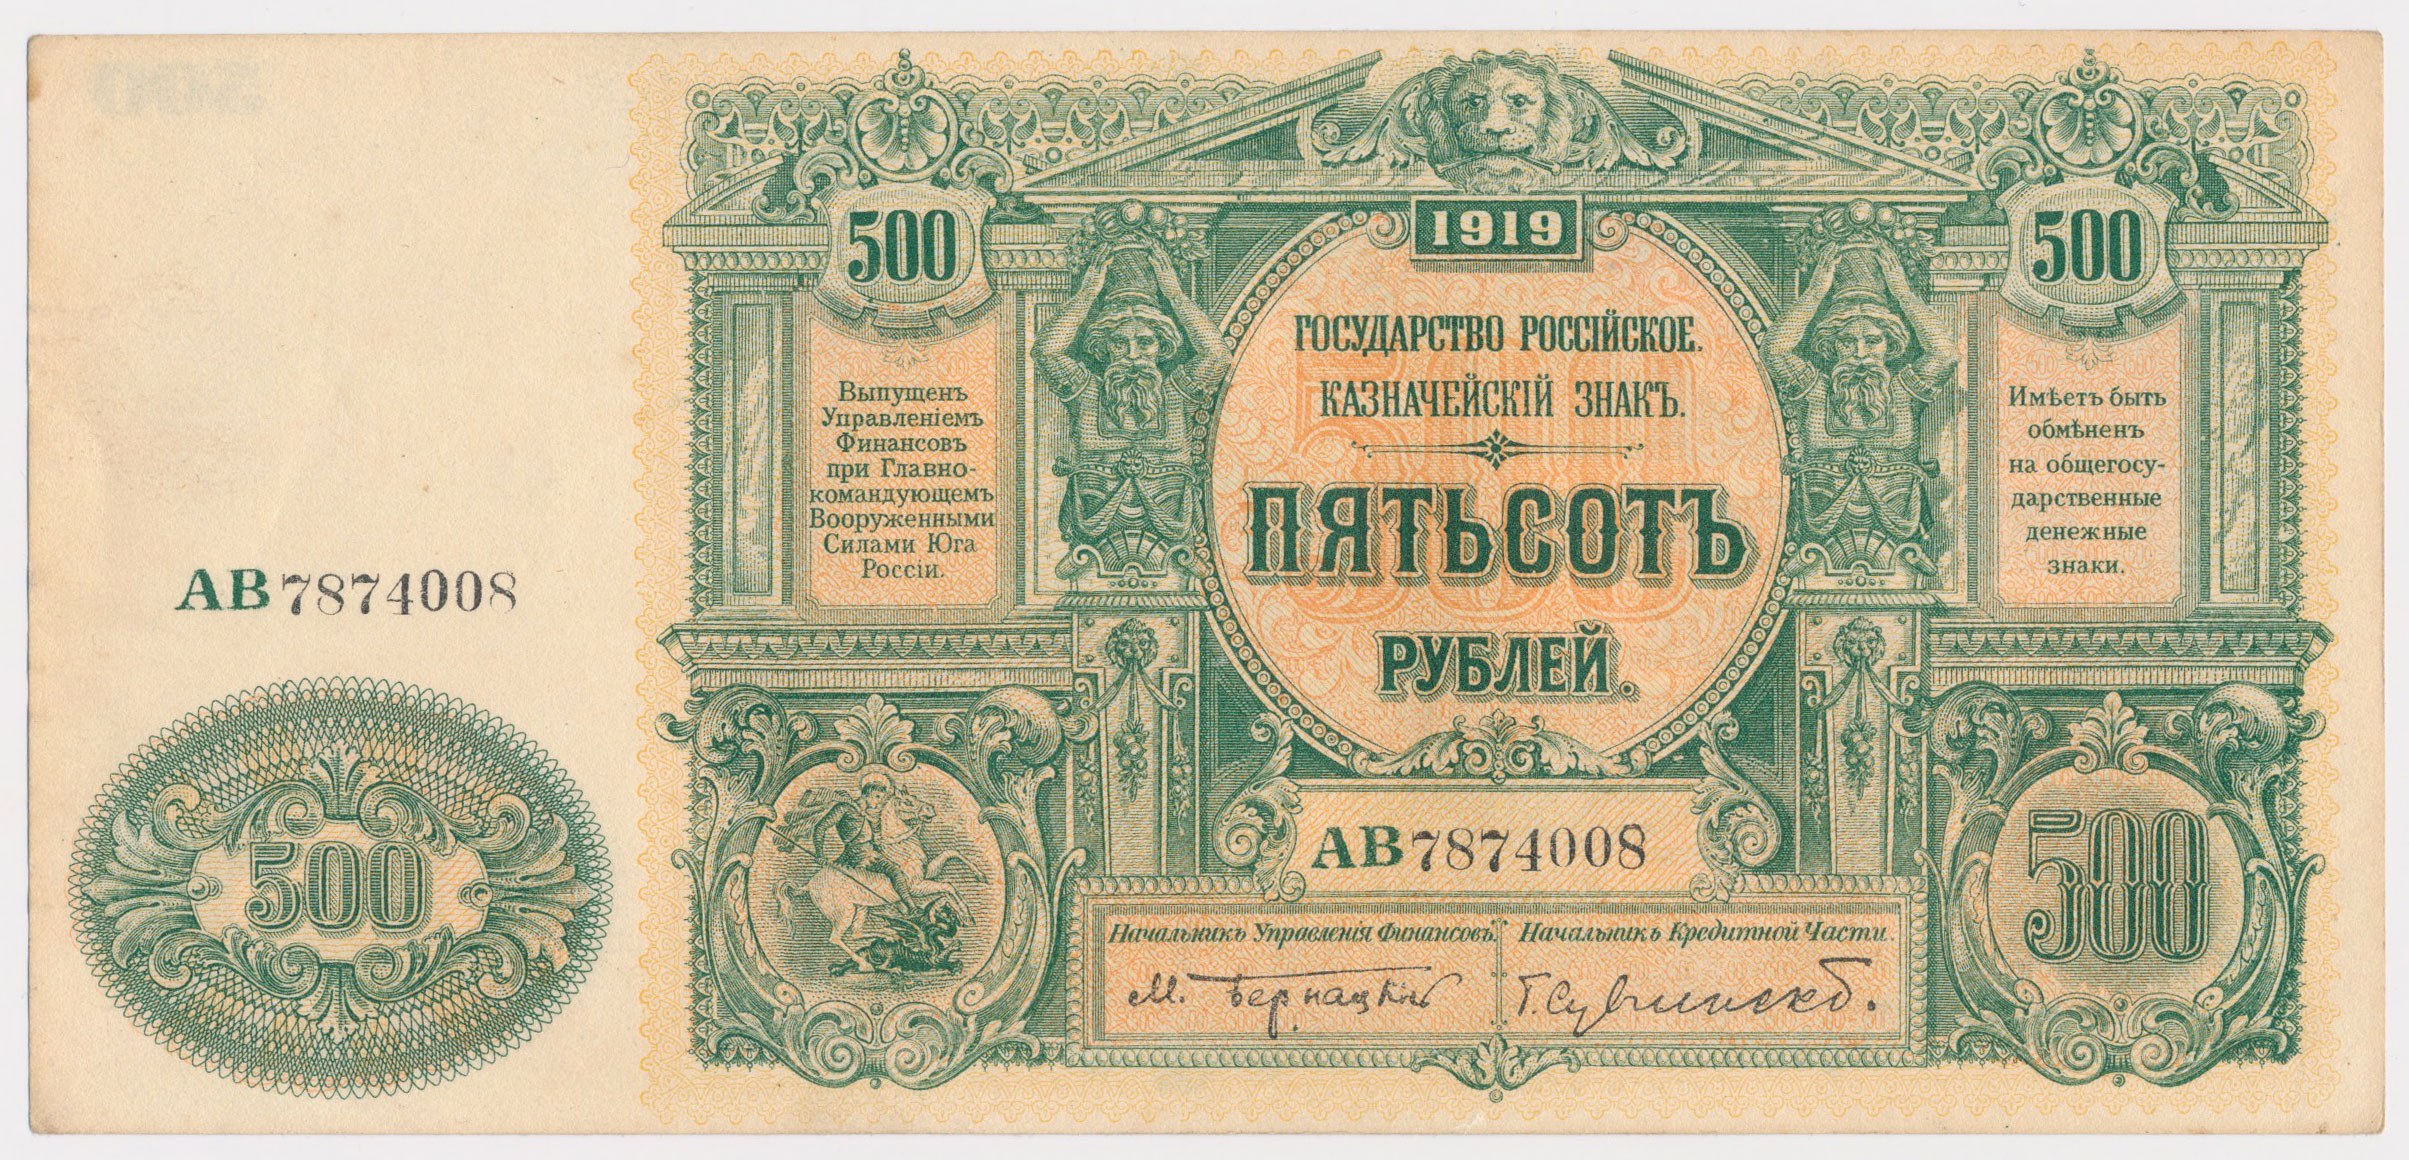 500
500
1919
ГОСУДАРСТВО РОССІЙСКОЕ.
КАЗНАЧЕЙСКІЙ ЗНАКЪ.
ПЯТЬСОТЪ
РУБЛЕЙ.
Выпущенъ
Управленіемъ
Финансовъ
при Главно-
командующемъ
Вооруженными
Силами Юга
Россіи.
Имѣетъ быть
обмѣненъ
на общегосу-
дарственные
денежные
знаки.
АВ 7874008
АВ 7874008
500
500
Начальникъ Управленія Финансовъ.
М. Бернацкій
Начальникъ Кредитной Части.